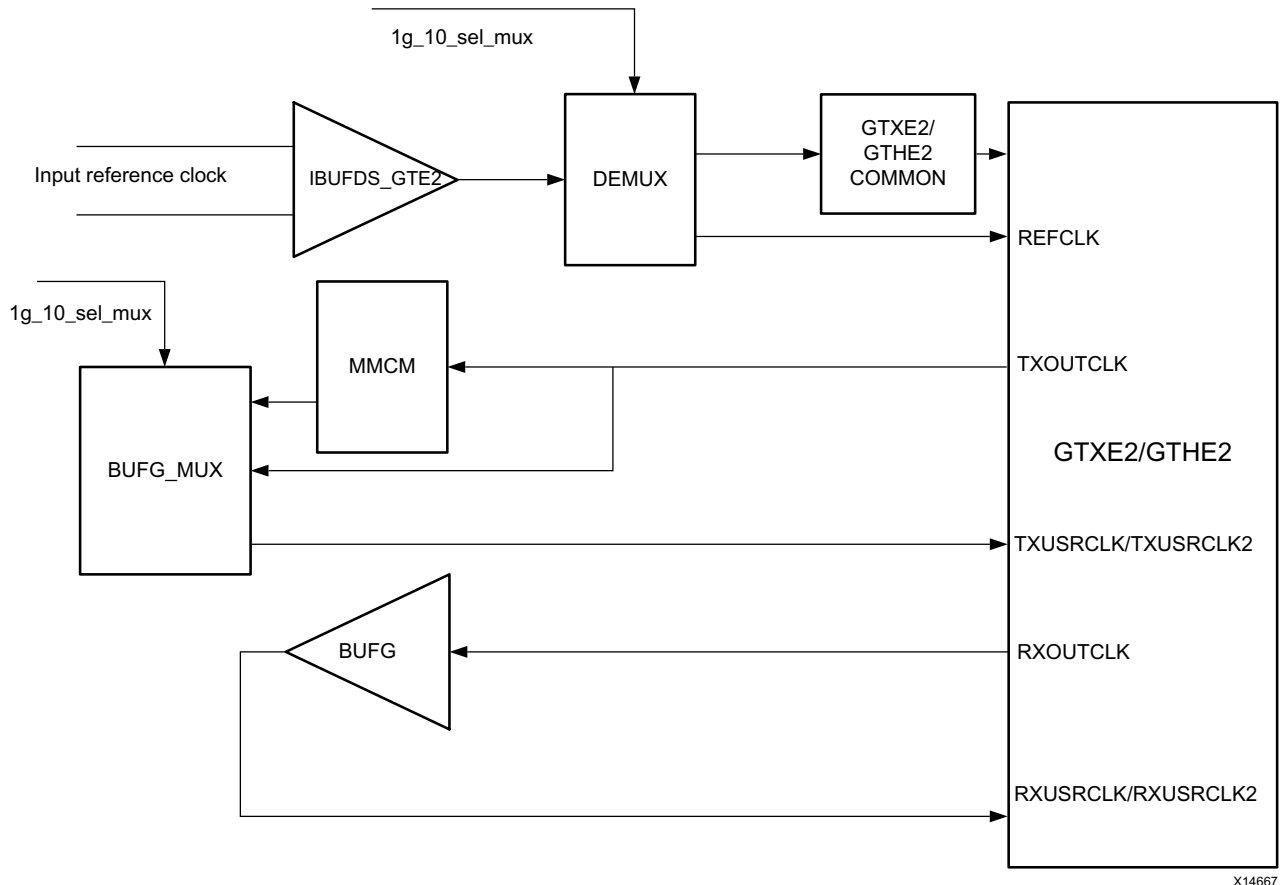 1g_10_sel_mux
Input reference clock
IBUFDS_GTE2
DEMUX
GTXE2/
GTHE2
COMMON
REFCLK
1g_10_sel_mux
MMCM
TXOUTCLK
BUFG_MUX
GTXE2/GTHE2
TXUSRCLK/TXUSRCLK2
BUFG
RXOUTCLK
RXUSRCLK/RXUSRCLK2
X14667